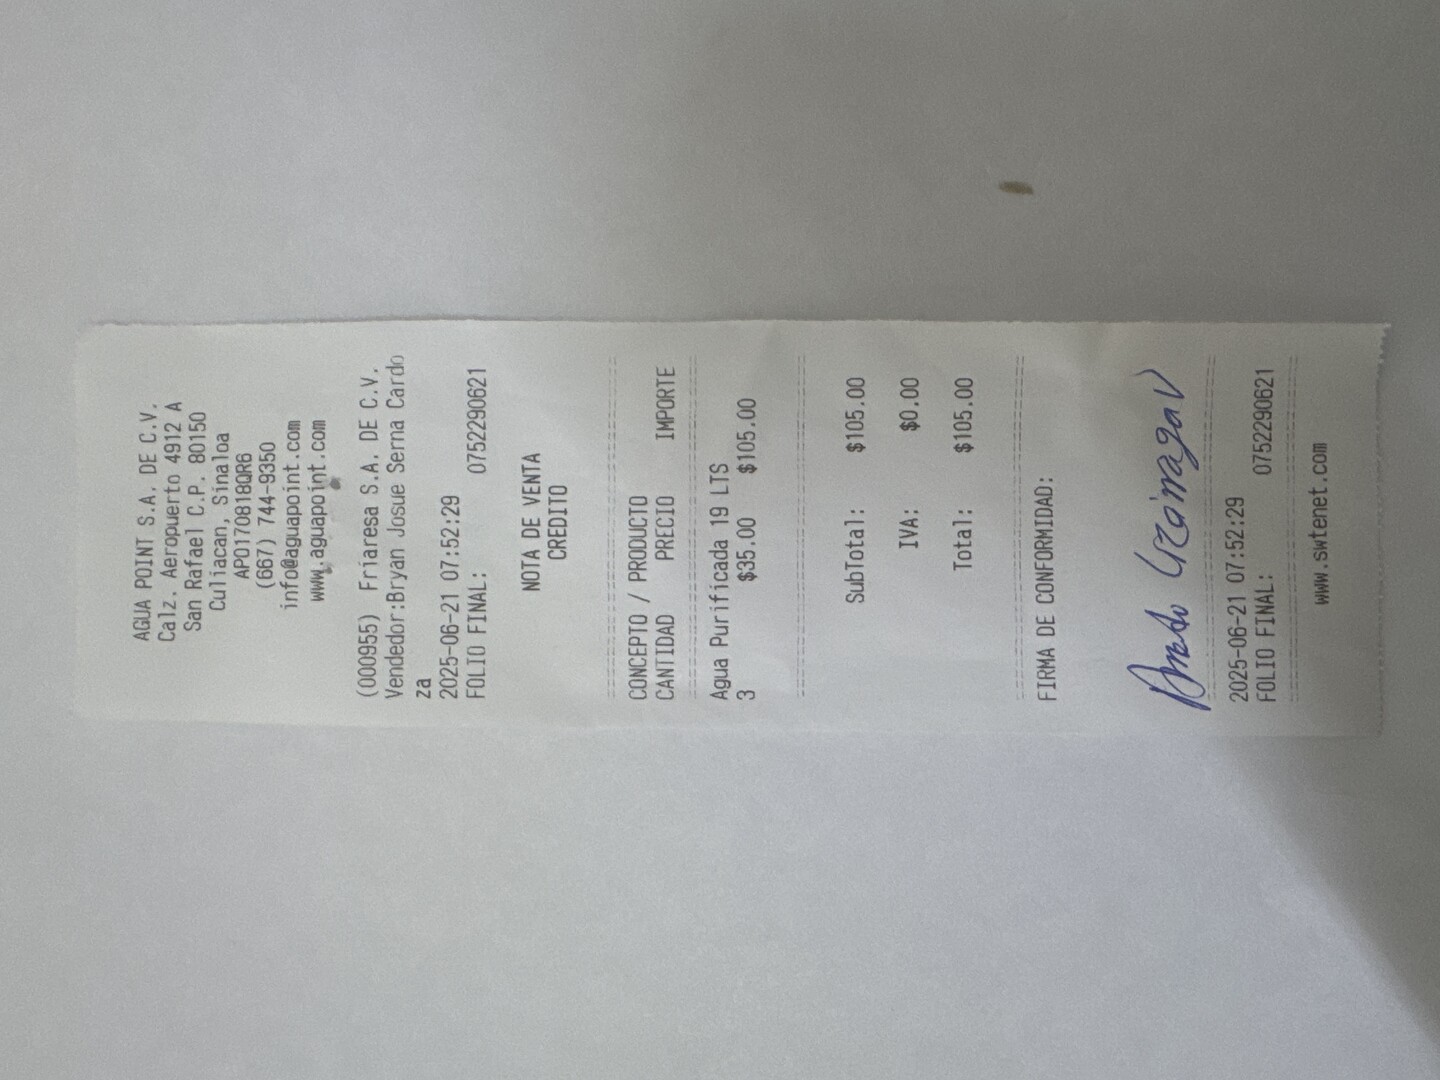 AGUA POINT S.A. DE C.V.
Calz. Aeropuerto 4912 A
San Rafael C.P. 80150
Culiacan, Sinaloa
APO170818QR6
(667) 744-9350
info@aguapoint.com
www.aguapoint.com
(000955) Friaresa S.A. DE C.V.
Vendedor:Bryan Josue Serna Cardo
za
2025-06-21 07:52:29
FOLIO FINAL: 0752290621
NOTA DE VENTA
CREDITO
CONCEPTO / PRODUCTO
CANTIDAD PRECIO IMPORTE
Agua Purificada 19 LTS
3 $35.00 $105.00
SubTotal: $105.00
IVA: $0.00
Total: $105.00
FIRMA DE CONFORMIDAD:
2025-06-21 07:52:29
FOLIO FINAL: 0752290621
www.swtenet.com